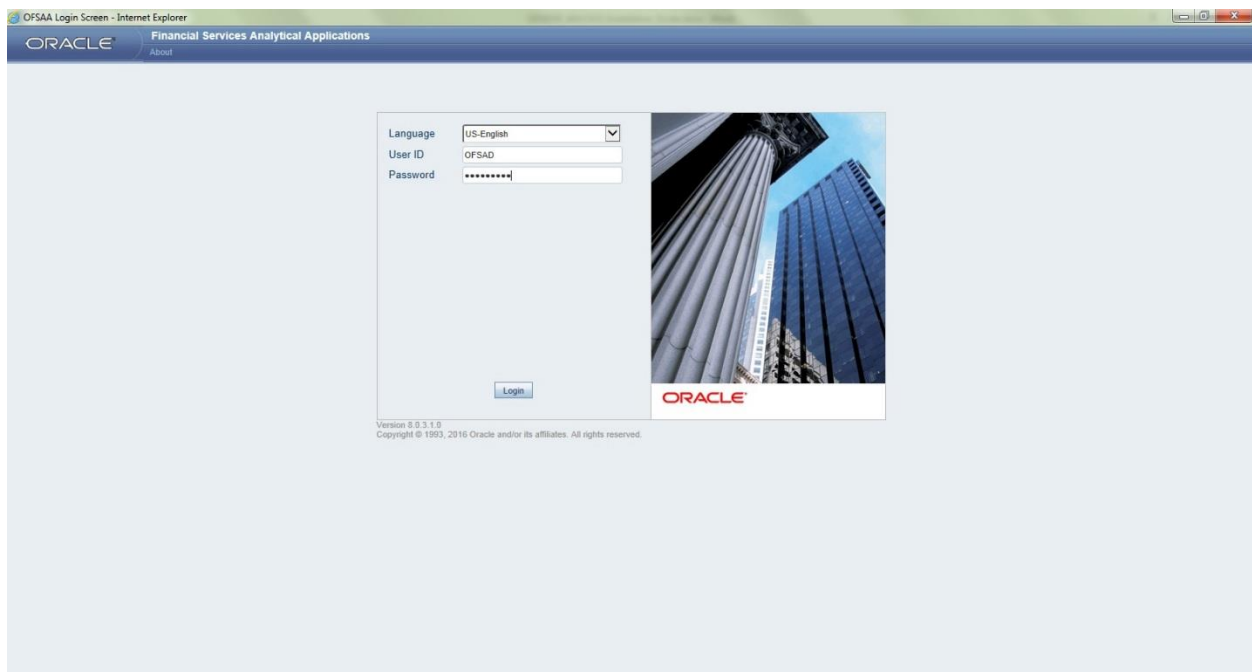 OFSAA Login Screen - Internet Explorer
ORACLE
Financial Services Analytical Applications
About
Language US-English
User ID OFSAD
Password •••••••••
Login
ORACLE
Version 8.0.3.1.0
Copyright © 1993, 2016 Oracle and/or its affiliates. All rights reserved.